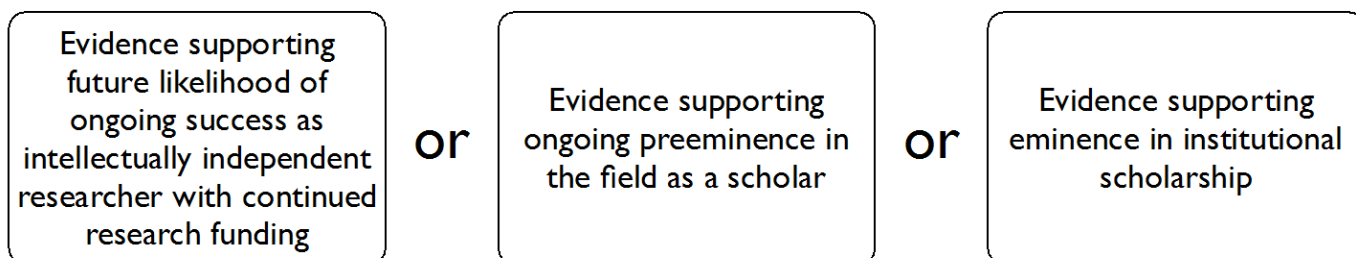 Evidence supporting
future likelihood of
ongoing success as
intellectually independent
researcher with continued
research funding
or
Evidence supporting
ongoing preeminence in
the field as a scholar
or
Evidence supporting
eminence in institutional
scholarship